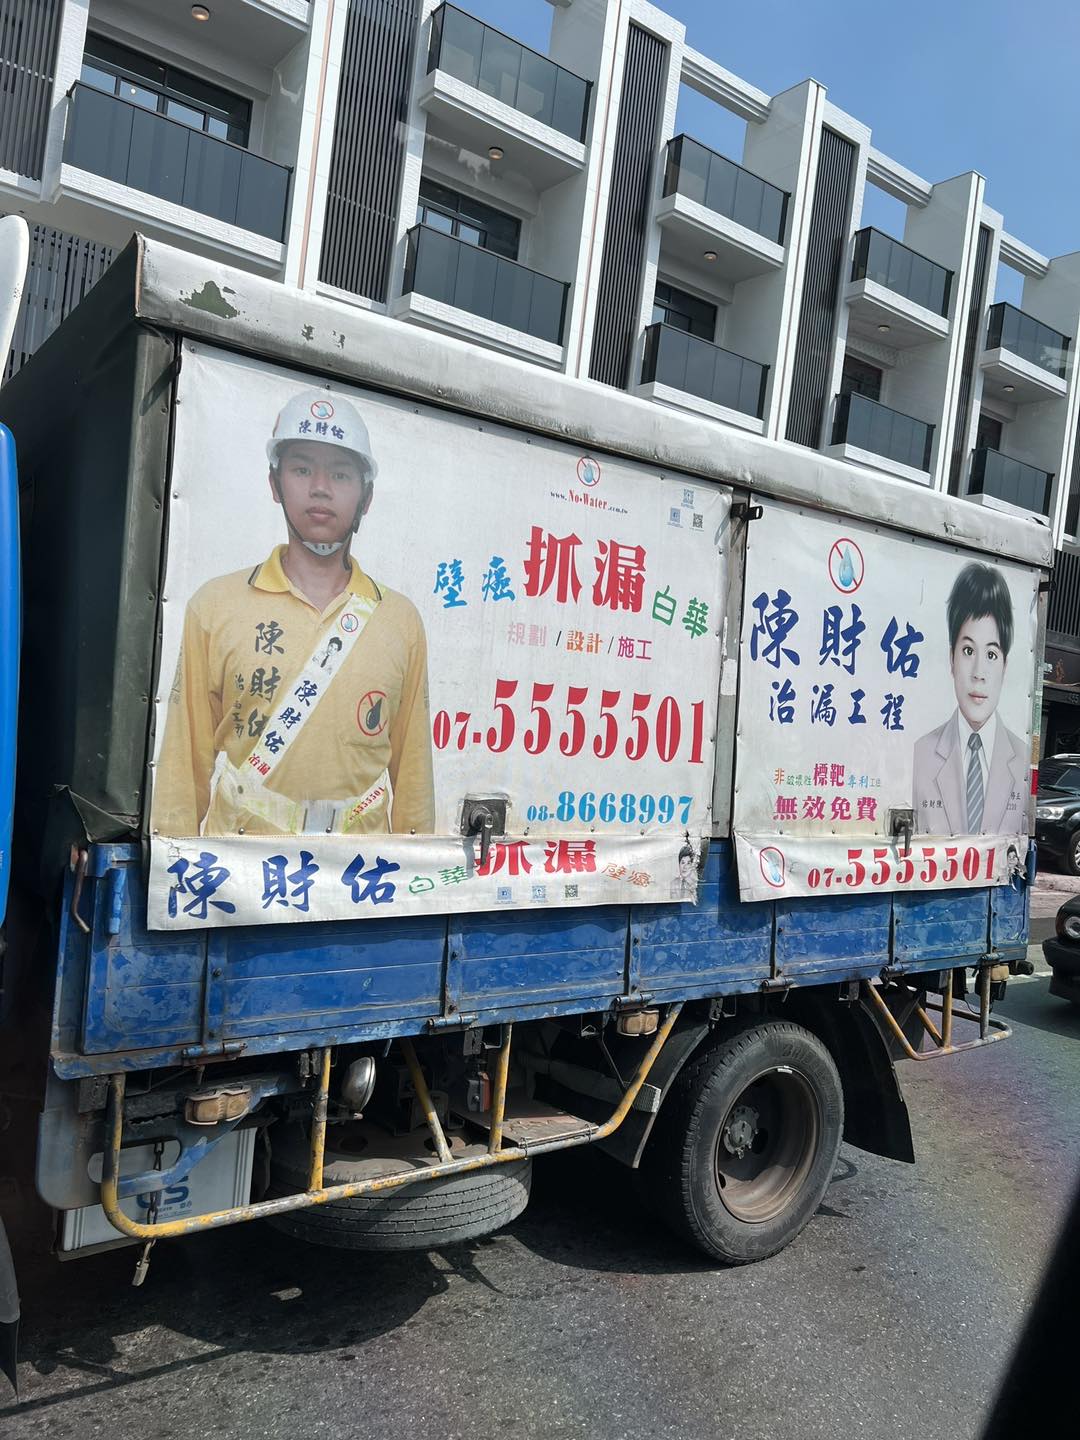 陳財佑
www.No-Water.com.tw
壁癌 抓漏 白華
規劃/設計/施工
07-5555501
08-8668997
陳財佑
治漏
陳財佑
治漏
5555501
陳財佑 白華 抓漏 壁癌
陳財佑
治漏工程
非破壞性標靶專利工法
無效免費
07-5555501